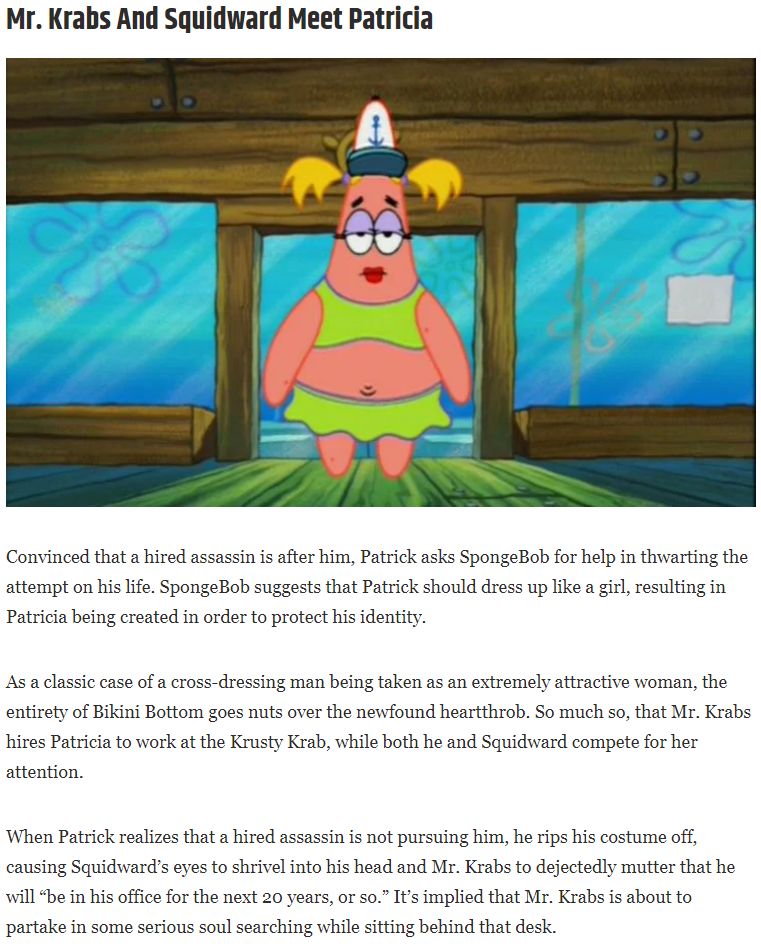 Mr. Krabs And Squidward Meet Patricia
Convinced that a hired assassin is after him, Patrick asks SpongeBob for help in thwarting the
attempt on his life. SpongeBob suggests that Patrick should dress up like a girl, resulting in
Patricia being created in order to protect his identity.
As a classic case of a cross-dressing man being taken as an extremely attractive woman, the
entirety of Bikini Bottom goes nuts over the newfound heartthrob. So much so, that Mr. Krabs
hires Patricia to work at the Krusty Krab, while both he and Squidward compete for her
attention.
When Patrick realizes that a hired assassin is not pursuing him, he rips his costume off,
causing Squidward’s eyes to shrivel into his head and Mr. Krabs to dejectedly mutter that he
will “be in his office for the next 20 years, or so.” It’s implied that Mr. Krabs is about to
partake in some serious soul searching while sitting behind that desk.